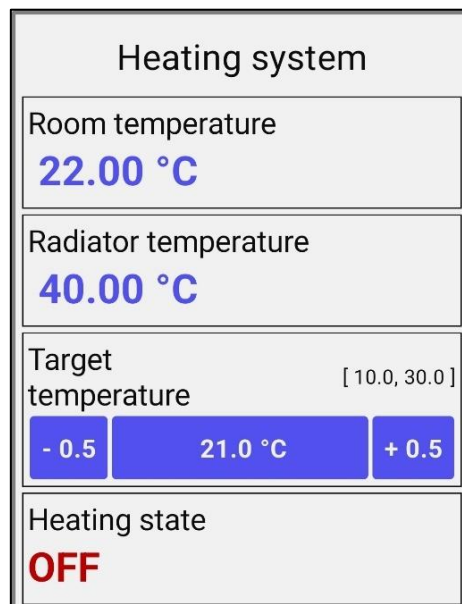 Heating system
Room temperature
22.00 °C
Radiator temperature
40.00 °C
Target
temperature
[ 10.0, 30.0 ]
- 0.5 21.0 °C + 0.5
Heating state
OFF